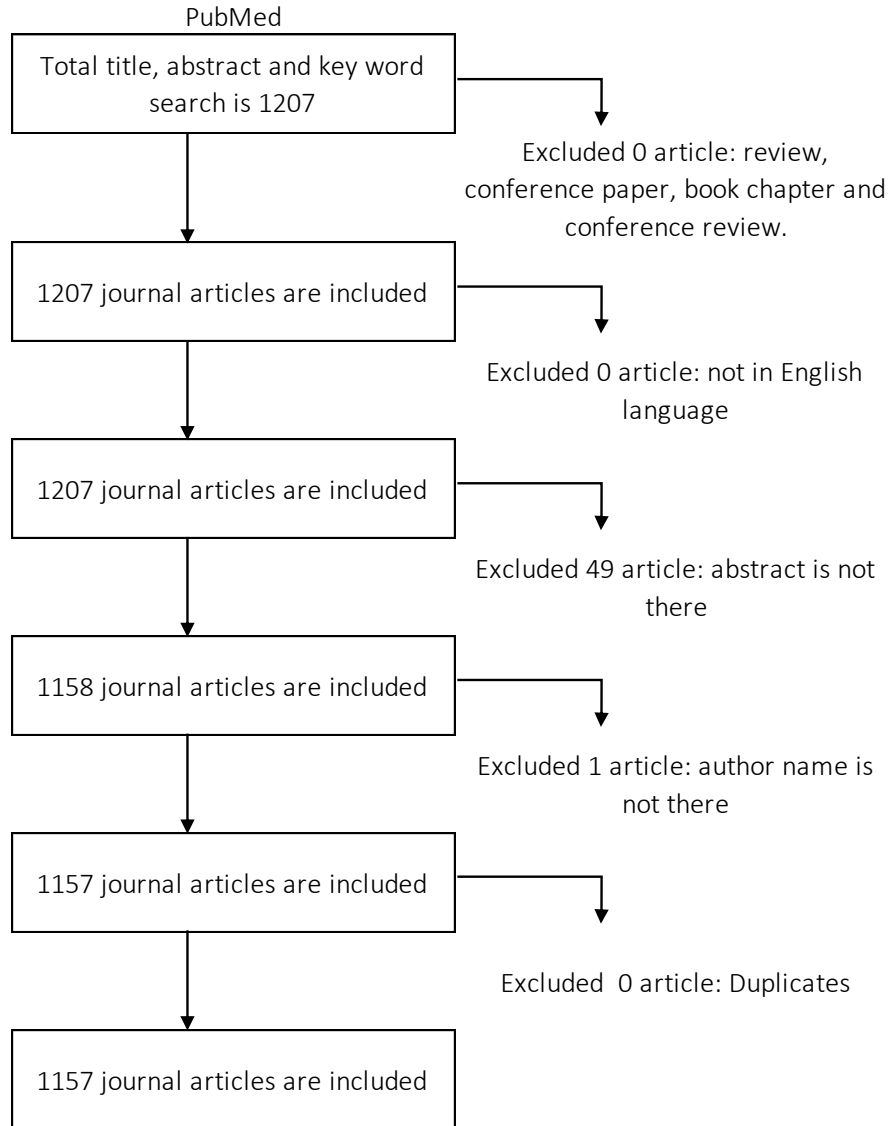 PubMed
Total title, abstract and key word
search is 1207
Excluded 0 article: review,
conference paper, book chapter and
conference review.
1207 journal articles are included
Excluded 0 article: not in English
language
1207 journal articles are included
Excluded 49 article: abstract is not
there
1158 journal articles are included
Excluded 1 article: author name is
not there
1157 journal articles are included
Excluded  0 article: Duplicates
1157 journal articles are included